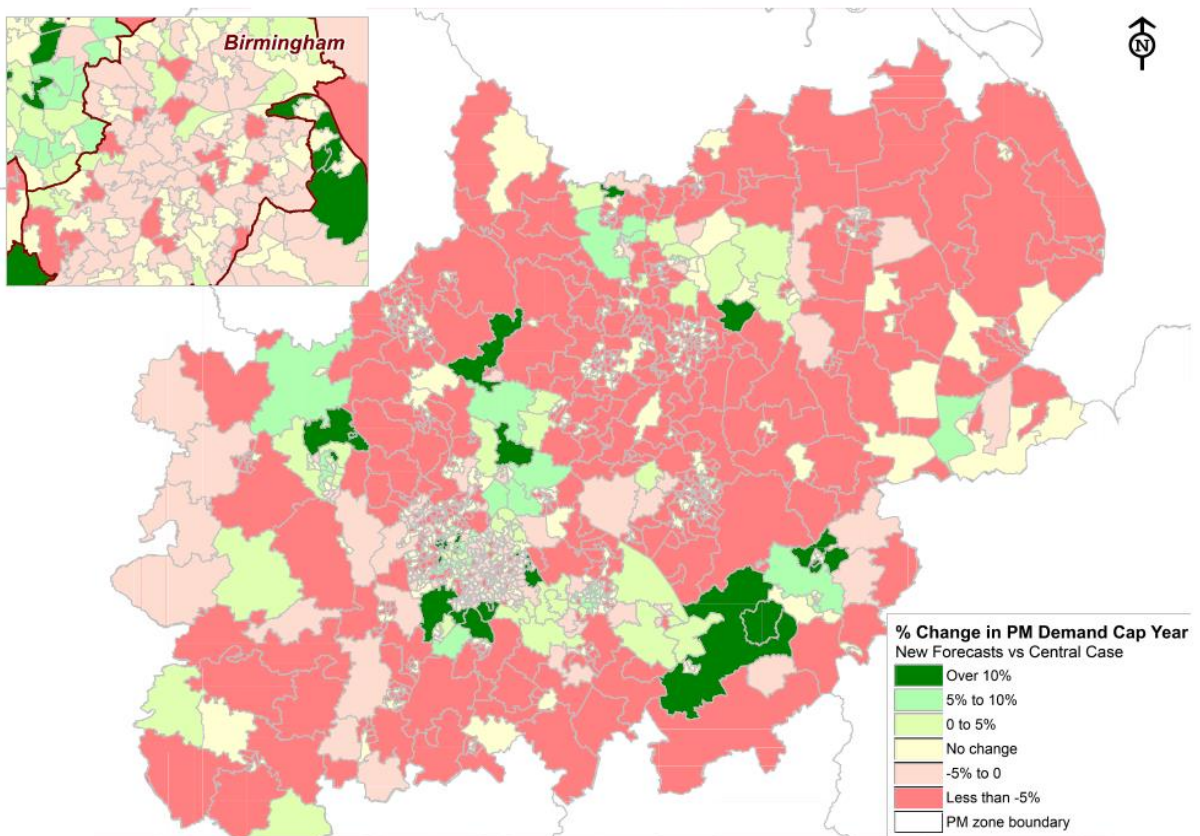 Birmingham
N
% Change in PM Demand Cap Year
New Forecasts vs Central Case
Over 10%
5% to 10%
0 to 5%
No change
-5% to 0
Less than -5%
PM zone boundary